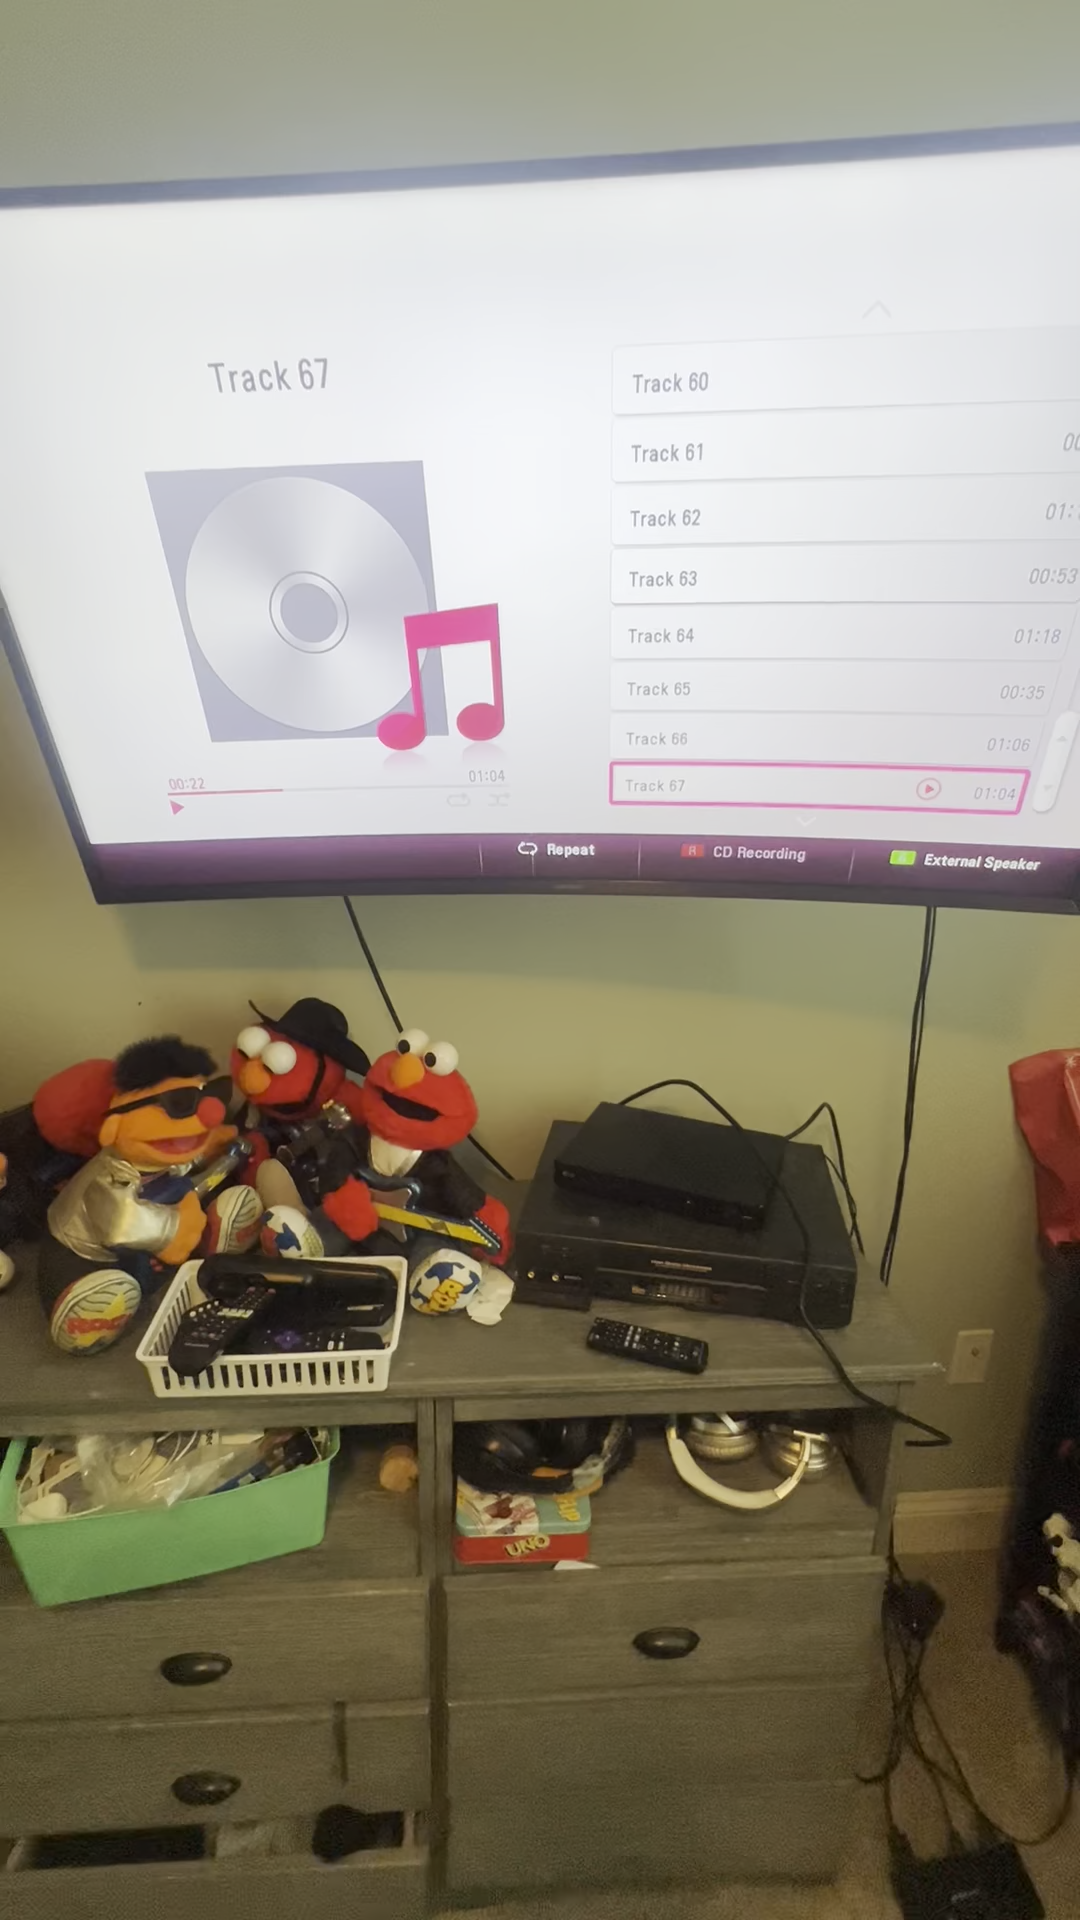 Track 67
00:22
01:04
Track 60
Track 61
Track 62
Track 63 00:53
Track 64 01:18
Track 65 00:35
Track 66 01:06
Track 67 01:04
Repeat
R CD Recording
External Speaker
UNO